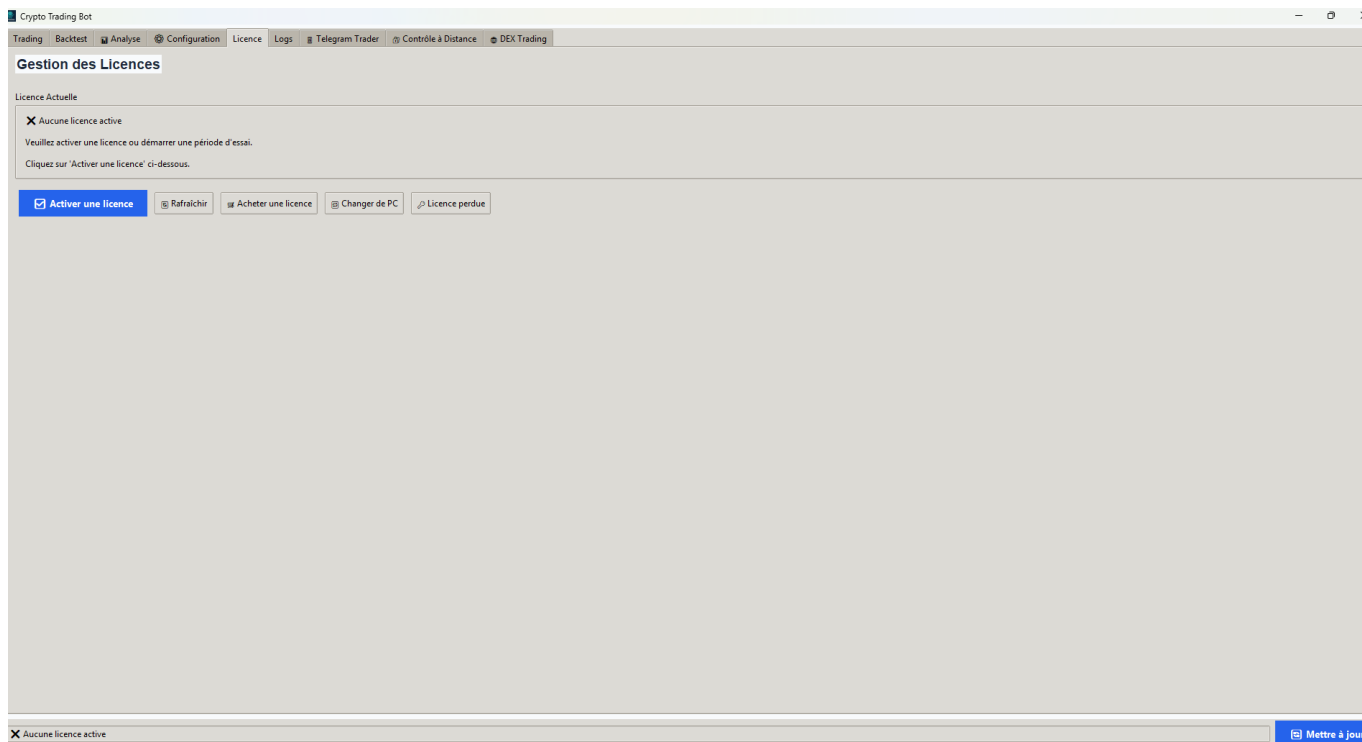 Crypto Trading Bot
Trading Backtest Analyse Configuration Licence Logs Telegram Trader Contrôle à Distance DEX Trading
Gestion des Licences
Licence Actuelle
Aucune licence active
Veuillez activer une licence ou démarrer une période d'essai.
Cliquez sur 'Activer une licence' ci-dessous.
Activer une licence Rafraîchir Acheter une licence Changer de PC Licence perdue
Aucune licence active Mettre à jour